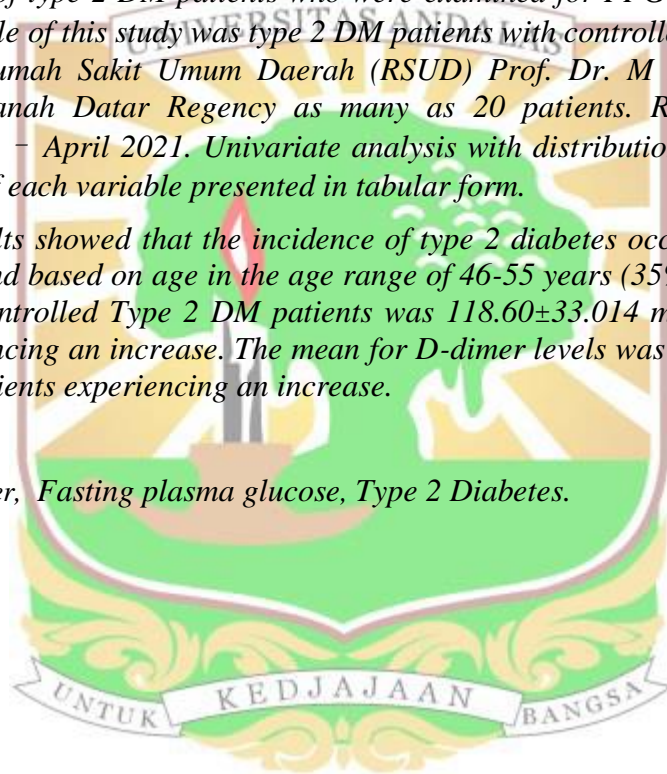 of type 2 DM patients who were examined for
UNIVERSITAS ANDALAS
le of this study was type 2 DM patients with controlle
umah Sakit Umum Daerah (RSUD) Prof. Dr. M
anah Datar Regency as many as 20 patients. R
– April 2021. Univariate analysis with distributio
f each variable presented in tabular form.
lts showed that the incidence of type 2 diabetes occ
nd based on age in the age range of 46-55 years (35
ntrolled Type 2 DM patients was 118.60±33.014 m
ncing an increase. The mean for D-dimer levels was
ients experiencing an increase.
er, Fasting plasma glucose, Type 2 Diabetes.
UNTUK KEDJAJAAN BANGSA